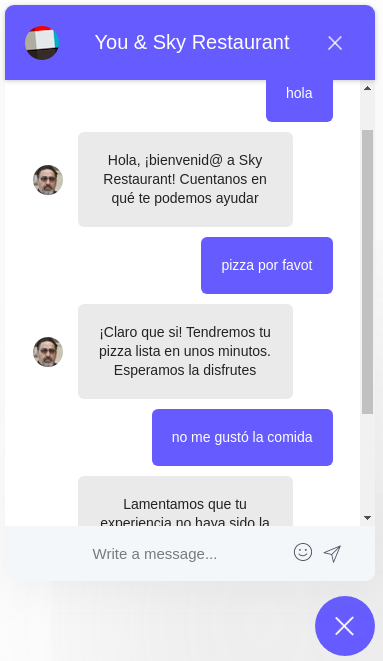 You & Sky Restaurant
hola
Hola, ¡bienvenid@ a Sky
Restaurant! Cuentanos en
qué te podemos ayudar
pizza por favot
¡Claro que si! Tendremos tu
pizza lista en unos minutos.
Esperamos la disfrutes
no me gustó la comida
Lamentamos que tu
experiencia no haya sido la
Write a message...